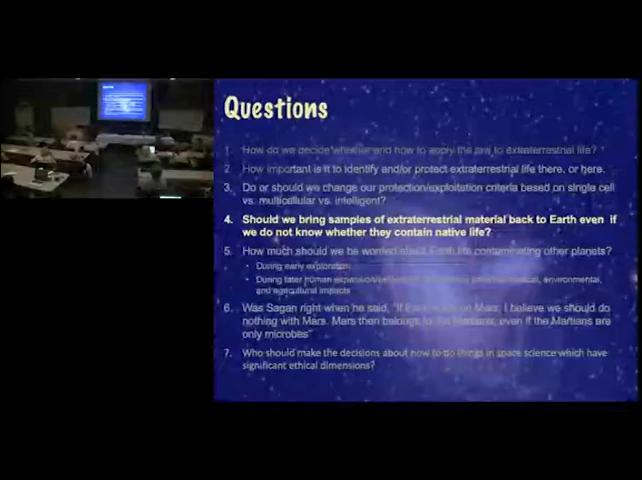 Questions
1. How do we decide whether and how to apply the law to extraterrestrial life?
2. How important is it to identify and/or protect extraterrestrial life there, or here.
3. Do or should we change our protection/exploitation criteria based on single cell
vs. multicellular vs. intelligent?
4. Should we bring samples of extraterrestrial material back to Earth even if
we do not know whether they contain native life?
5. How much should we be worried about Earth life contaminating other planets?
• During early exploration
• During later human expansion environmental,
and agricultural impacts
6. Was Sagan right when he said, "If there is life on Mars, I believe we should do
nothing with Mars. Mars then belongs to the Martians, even if the Martians are
only microbes"
7. Who should make the decisions about how to do things in space science which have
significant ethical dimensions?